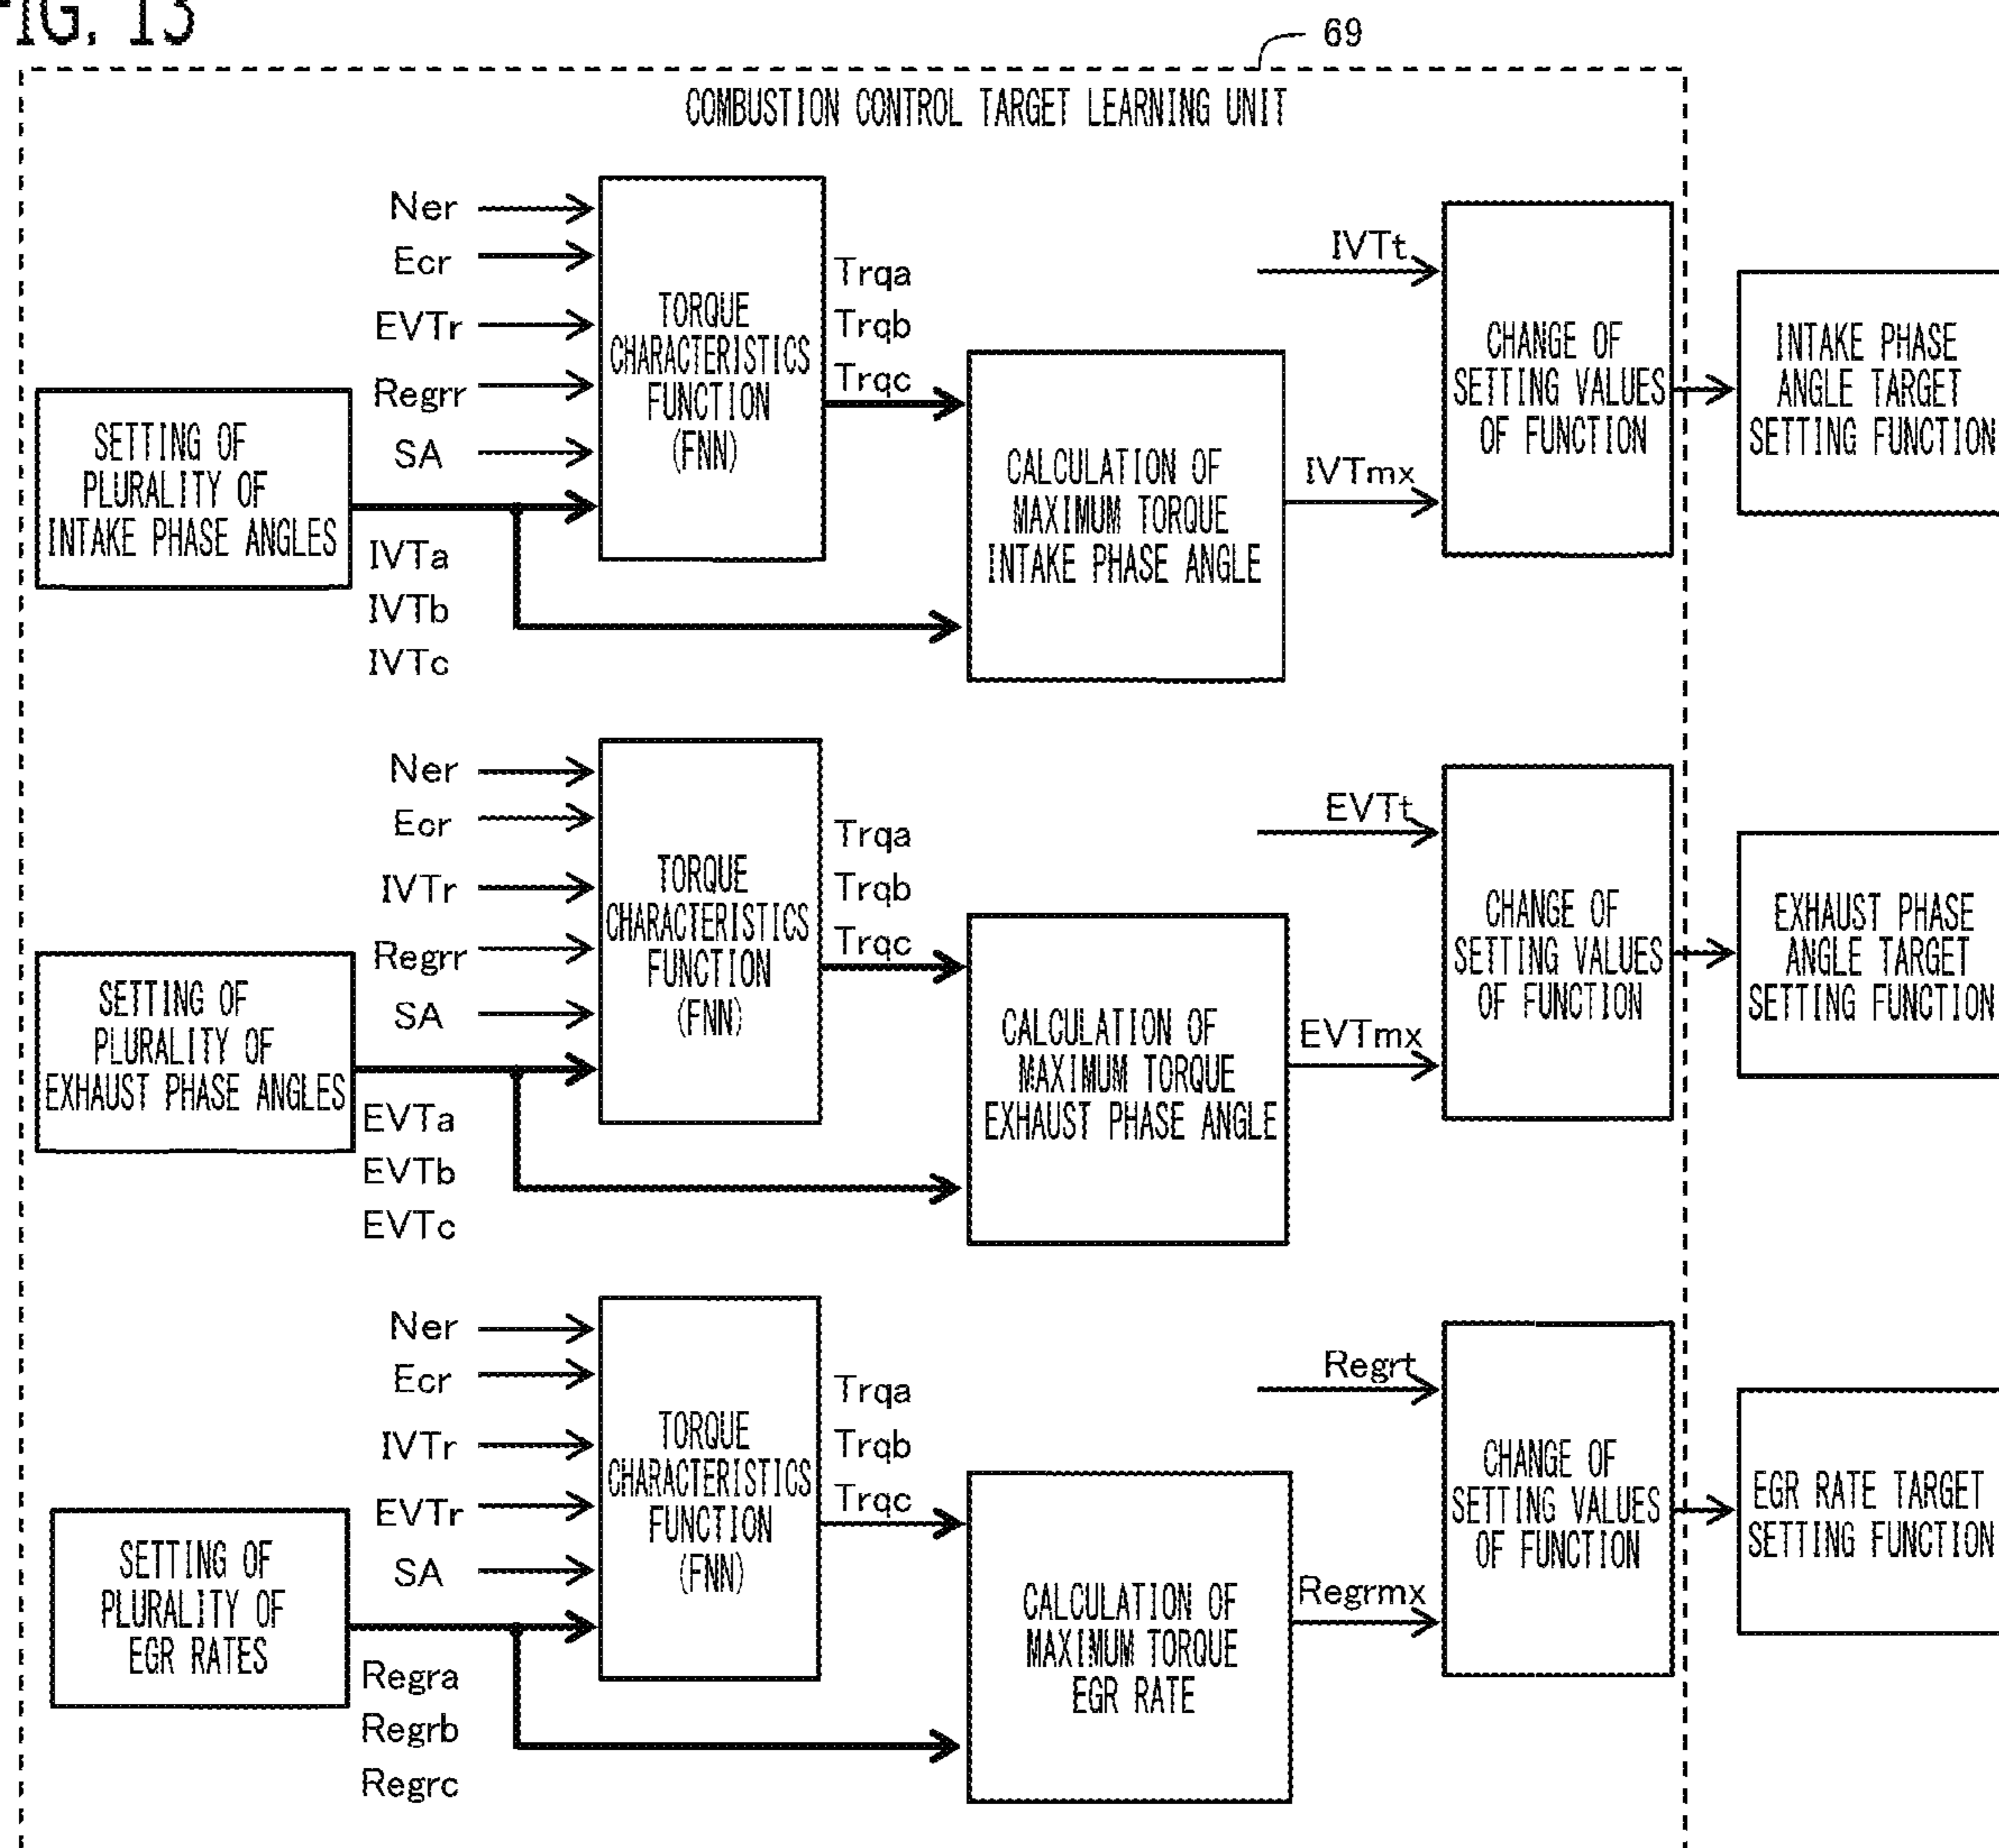 FIG. 13
69
COMBUSTION CONTROL TARGET LEARNING UNIT
SETTING OF
PLURALITY OF
INTAKE PHASE ANGLES
Ner
Ecr
EVTr
Regrr
SA
IVTa
IVTb
IVTc
TORQUE
CHARACTERISTICS
FUNCTION
(FNN)
Trqa
Trqb
Trqc
CALCULATION OF
MAXIMUM TORQUE
INTAKE PHASE ANGLE
IVTt
IVTmx
CHANGE OF
SETTING VALUES
OF FUNCTION
INTAKE PHASE
ANGLE TARGET
SETTING FUNCTION
SETTING OF
PLURALITY OF
EXHAUST PHASE ANGLES
Ner
Ecr
IVTr
Regrr
SA
EVTa
EVTb
EVTc
TORQUE
CHARACTERISTICS
FUNCTION
(FNN)
Trqa
Trqb
Trqc
CALCULATION OF
MAXIMUM TORQUE
EXHAUST PHASE ANGLE
EVTt
EVTmx
CHANGE OF
SETTING VALUES
OF FUNCTION
EXHAUST PHASE
ANGLE TARGET
SETTING FUNCTION
SETTING OF
PLURALITY OF
EGR RATES
Ner
Ecr
IVTr
EVTr
SA
Regra
Regrb
Regrc
TORQUE
CHARACTERISTICS
FUNCTION
(FNN)
Trqa
Trqb
Trqc
CALCULATION OF
MAXIMUM TORQUE
EGR RATE
Regrt
Regrmx
CHANGE OF
SETTING VALUES
OF FUNCTION
EGR RATE TARGET
SETTING FUNCTION